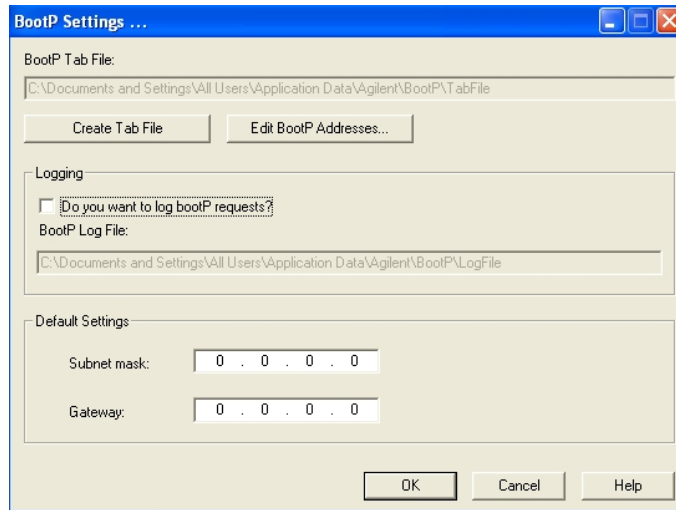 BootP Settings ...
BootP Tab File:
C:\Documents and Settings\All Users\Application Data\Agilent\BootP\TabFile
Create Tab File
Edit BootP Addresses...
Logging
Do you want to log bootP requests?
BootP Log File:
C:\Documents and Settings\All Users\Application Data\Agilent\BootP\LogFile
Default Settings
Subnet mask: 0 . 0 . 0 . 0
Gateway: 0 . 0 . 0 . 0
OK Cancel Help